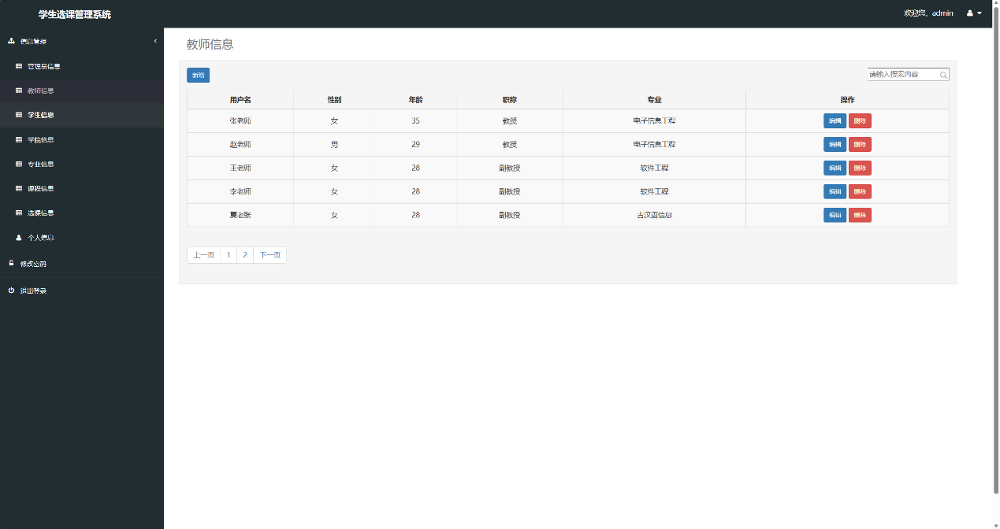 学生选课管理系统
欢迎您，admin
信息管理
管理员信息
教师信息
学生信息
学院信息
专业信息
课程信息
选课信息
个人信息
修改密码
退出登录
教师信息
新增
请输入搜索内容
用户名 性别 年龄 职称 专业 操作
张老师 女 35 教授 电子信息工程 编辑 删除
赵老师 男 29 教授 电子信息工程 编辑 删除
王老师 女 28 副教授 软件工程 编辑 删除
李老师 女 28 副教授 软件工程 编辑 删除
夏老张 女 28 副教授 古汉语信息 编辑 删除
上一页 1 2 下一页